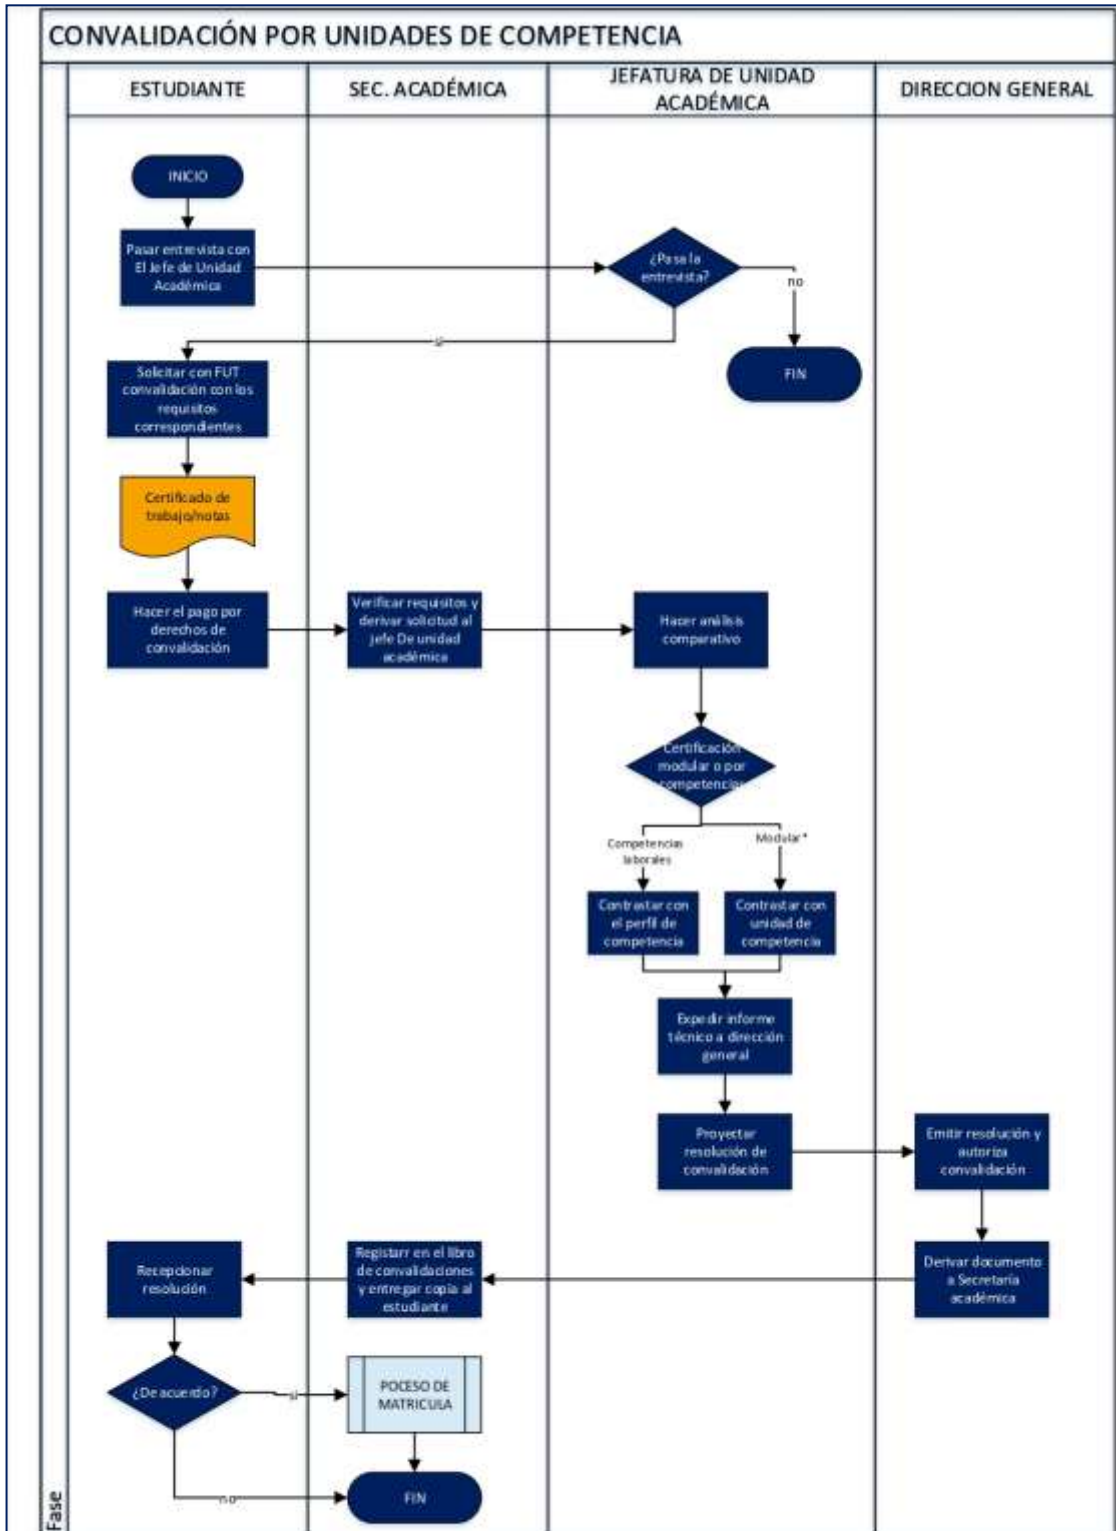 CONVALIDACIÓN POR UNIDADES DE COMPETENCIA
ESTUDIANTE
SEC. ACADÉMICA
JEFATURA DE UNIDAD
ACADÉMICA
DIRECCION GENERAL
INICIO
Pasar entrevista con
El Jefe de Unidad
Académica
¿Pasa la
entrevista?
no
si
FIN
Solicitar con FUT
convalidación con los
requisitos
correspondientes
Certificado de
trabajo/notas
Hacer el pago por
derechos de
convalidación
Verificar requisitos y
derivar solicitud al
jefe De unidad
académica
Hacer análisis
comparativo
Certificación
modular o por
competencias
Competencias
laborales
Modular*
Contrastar con
el perfil de
competencia
Contrastar con
unidad de
competencia
Expedir informe
técnico a dirección
general
Proyectar
resolución de
convalidación
Emitir resolución y
autoriza
convalidación
Derivar documento
a Secretaría
académica
Registarr en el libro
de convalidaciones
y entregar copia al
estudiante
Recepcionar
resolución
¿De acuerdo?
si
POCESO DE
MATRICULA
no
FIN
Fase